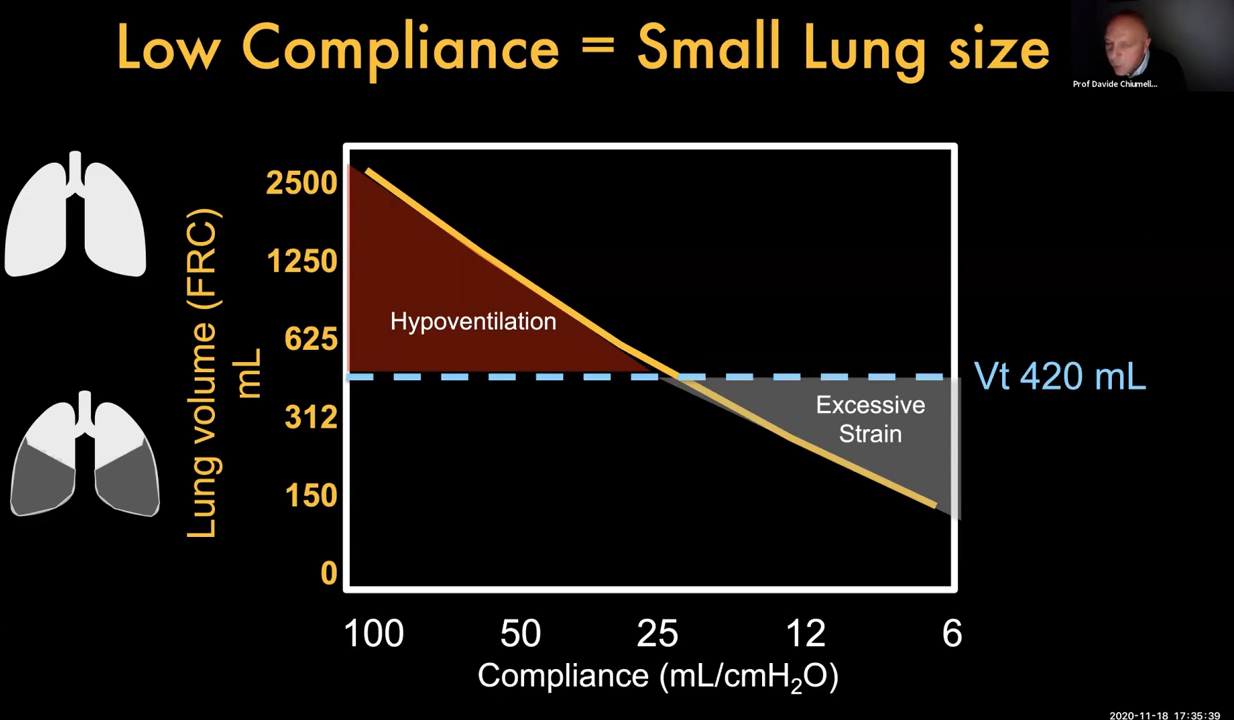 Low Compliance = Small Lung size
Prof Davide Chiumell...
Lung volume (FRC)
mL
2500
1250
625
312
150
0
Hypoventilation
Excessive
Strain
Vt 420 mL
100 50 25 12 6
Compliance (mL/cmH₂O)
2020-11-18 17:35:39